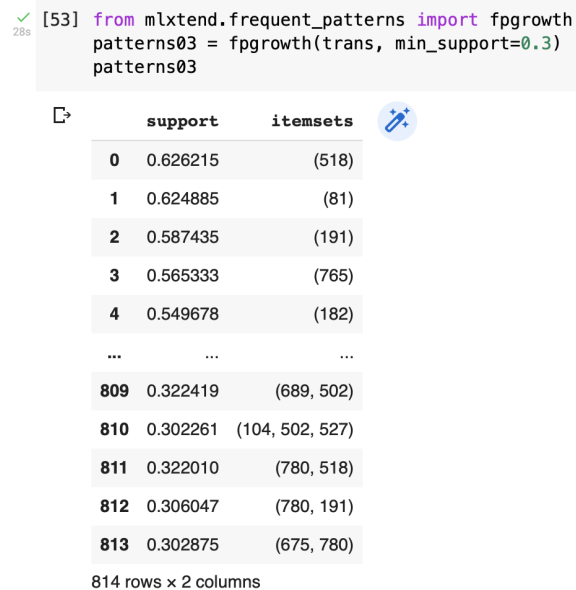 [53] from mlxtend.frequent_patterns import fpgrowth
28s
patterns03 = fpgrowth(trans, min_support=0.3)
patterns03
support itemsets
0 0.626215 (518)
1 0.624885 (81)
2 0.587435 (191)
3 0.565333 (765)
4 0.549678 (182)
... ... ...
809 0.322419 (689, 502)
810 0.302261 (104, 502, 527)
811 0.322010 (780, 518)
812 0.306047 (780, 191)
813 0.302875 (675, 780)
814 rows × 2 columns